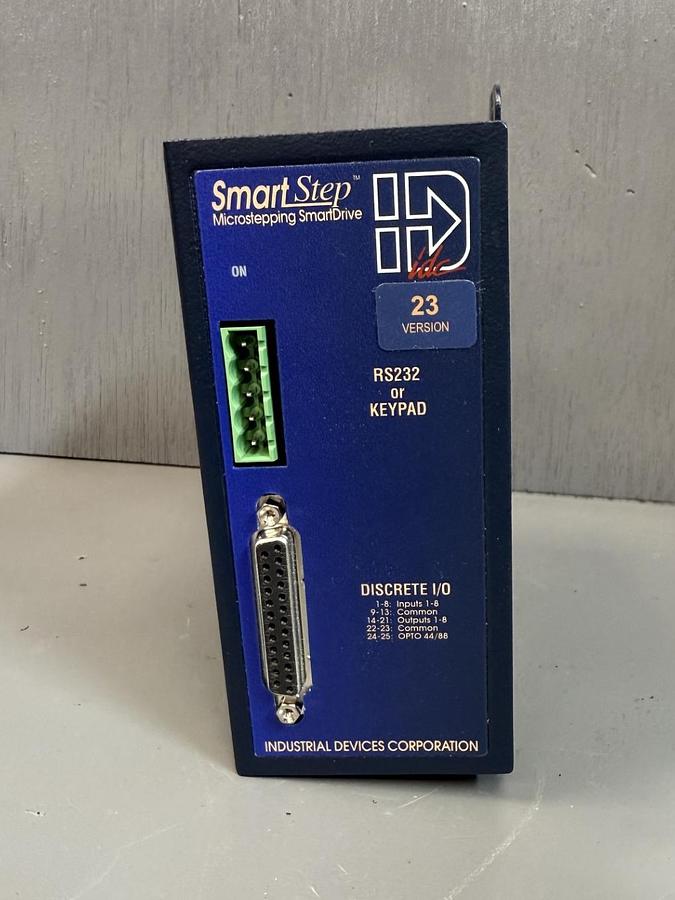 SmartStep™
Microstepping SmartDrive
idc
ON
23
VERSION
RS232
or
KEYPAD
DISCRETE I/O
1-8: Inputs 1-8
9-13: Common
14-21: Outputs 1-8
22-23: Common
24-25: OPTO 44/88
INDUSTRIAL DEVICES CORPORATION